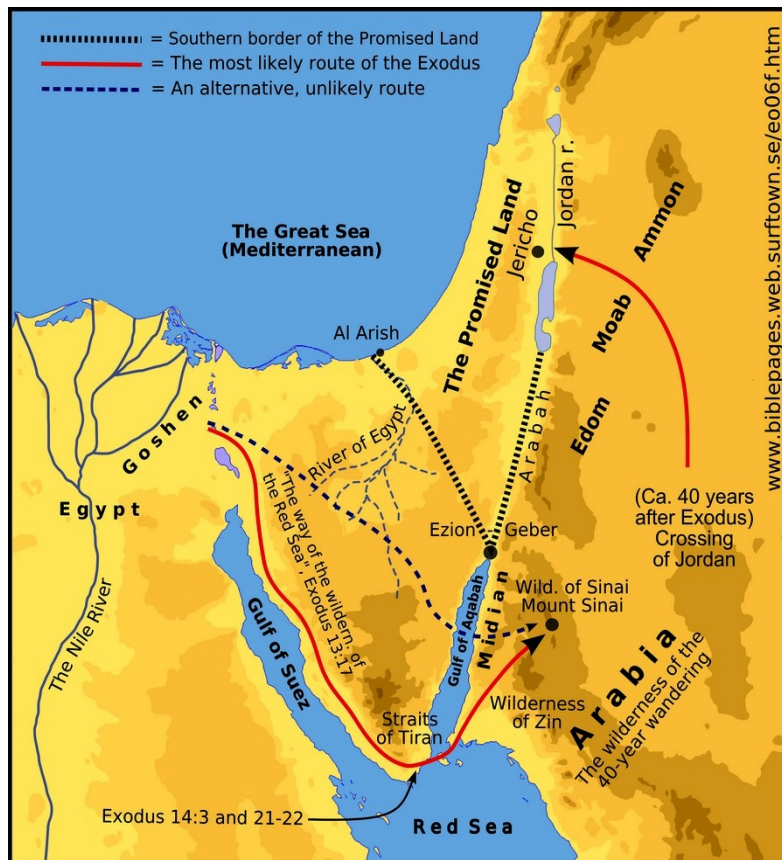 = Southern border of the Promised Land
= The most likely route of the Exodus
= An alternative, unlikely route
www.biblepages.web.surftown.se/eo06f.htm
The Great Sea
(Mediterranean)
Jordan r.
Jericho
The Promised Land
Ammon
Moab
Edom
Al Arish
Arabah
Goshen
River of Egypt
Egypt
"The way of the wildern. of
the Red Sea", Exodus 13:17
Ezion Geber
(Ca. 40 years
after Exodus)
Crossing
of Jordan
The Nile River
Gulf of Suez
Gulf of Aqabah
Midian
Wild. of Sinai
Mount Sinai
Arabia
The wilderness of the
40-year wandering
Straits
of Tiran
Wilderness
of Zin
Exodus 14:3 and 21-22
Red Sea